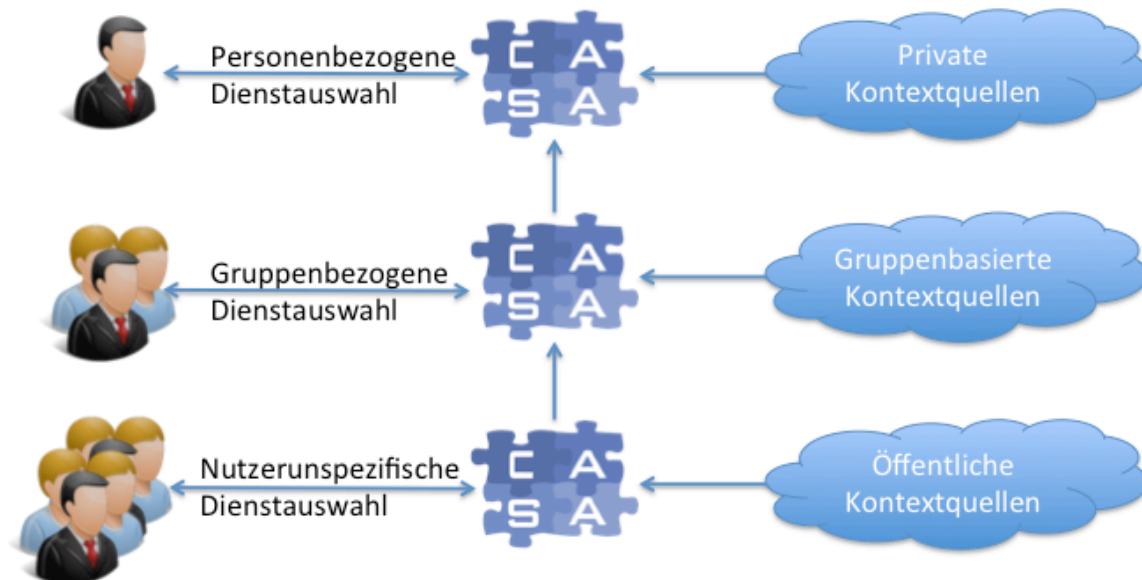 Personenbezogene
Dienstauswahl
C A
S A
Private
Kontextquellen
Gruppenbezogene
Dienstauswahl
C A
S A
Gruppenbasierte
Kontextquellen
Nutzerunspezifische
Dienstauswahl
C A
S A
Öffentliche
Kontextquellen